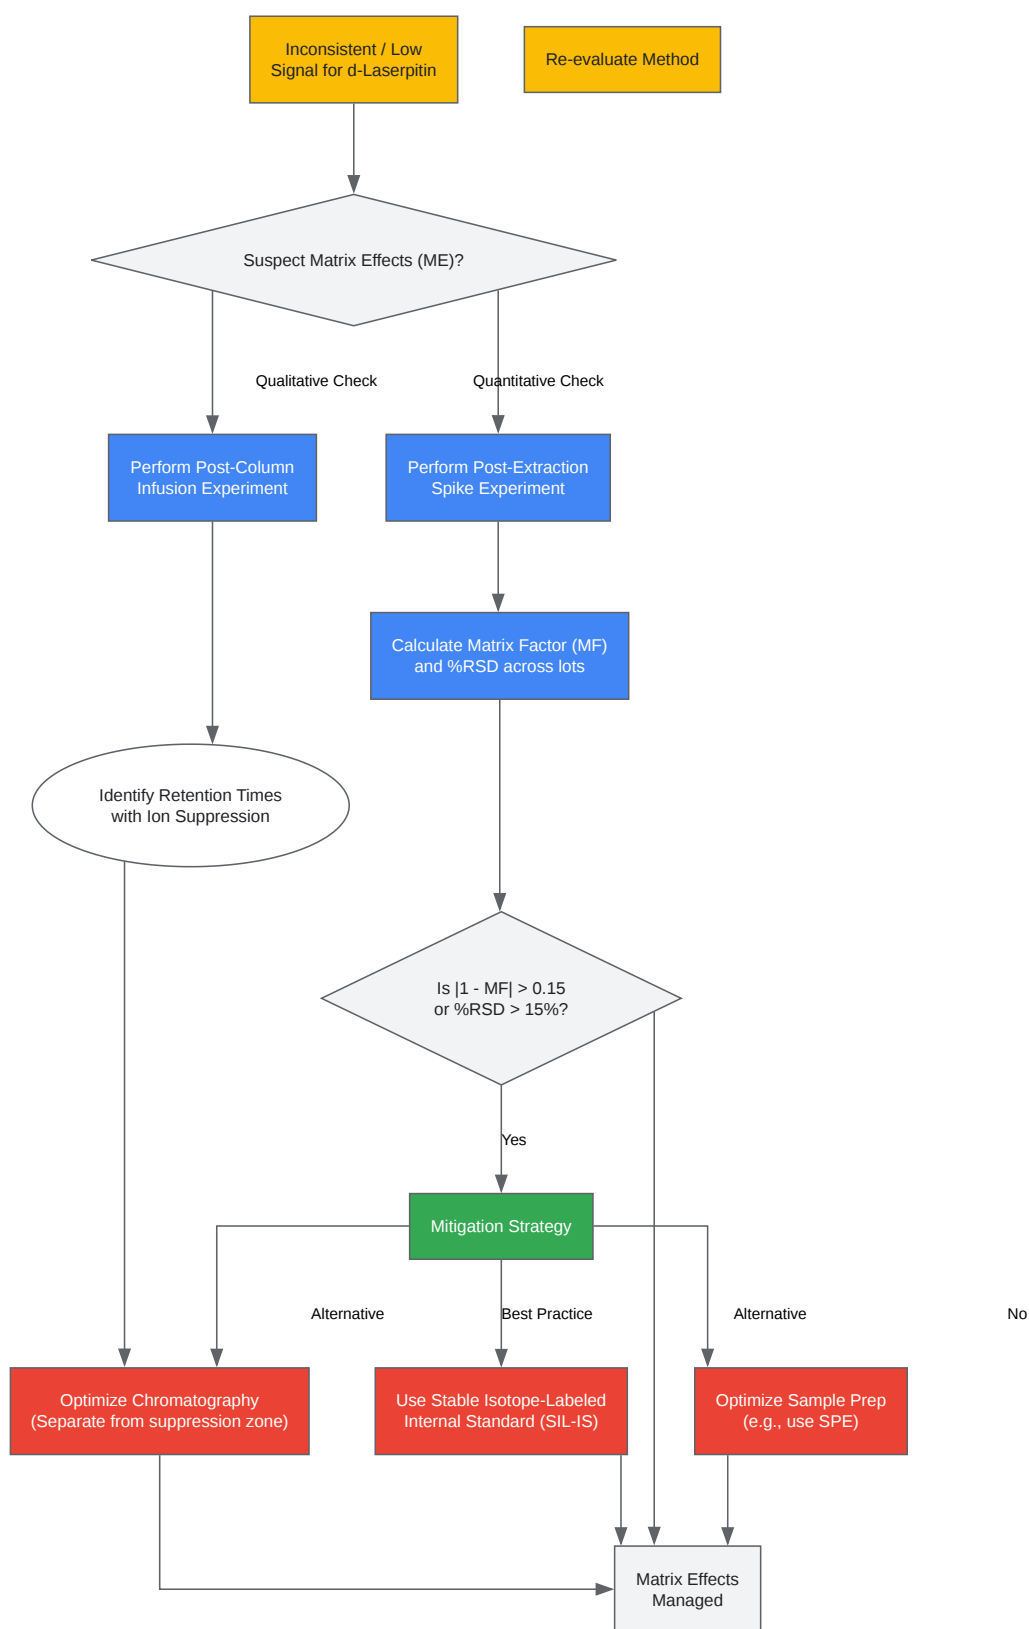 Inconsistent / Low
Signal for d-Laserpitin
Re-evaluate Method
Suspect Matrix Effects (ME)?
Qualitative Check
Quantitative Check
Perform Post-Column
Infusion Experiment
Perform Post-Extraction
Spike Experiment
Calculate Matrix Factor (MF)
and %RSD across lots
Identify Retention Times
with Ion Suppression
Is |1 - MF| > 0.15
or %RSD > 15%?
Yes
Mitigation Strategy
Alternative
Best Practice
Alternative
No
Optimize Chromatography
(Separate from suppression zone)
Use Stable Isotope-Labeled
Internal Standard (SIL-IS)
Optimize Sample Prep
(e.g., use SPE)
Matrix Effects
Managed